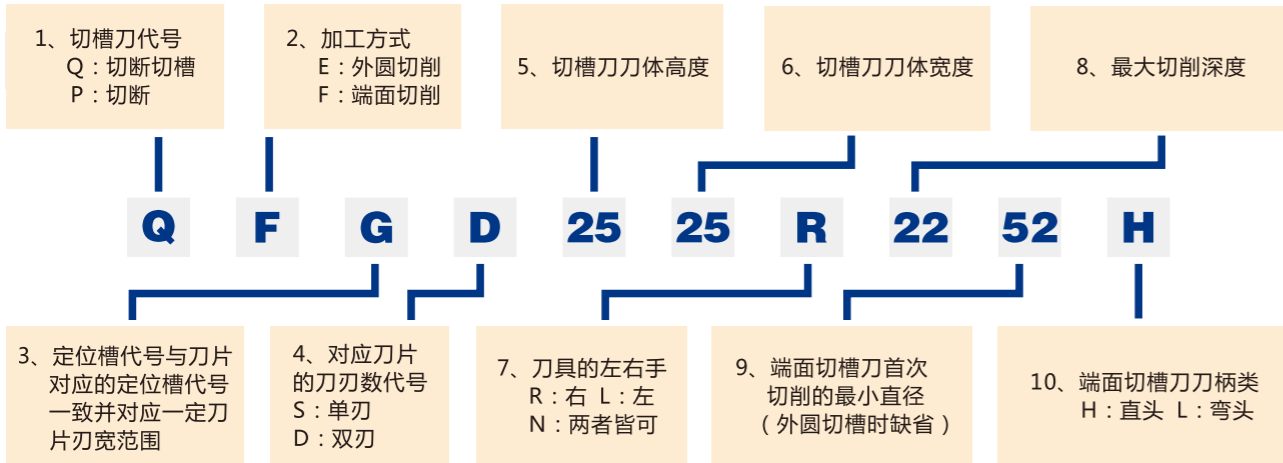 1、切槽刀代号
Q：切断切槽
P：切断
2、加工方式
E：外圆切削
F：端面切削
5、切槽刀刀体高度
6、切槽刀刀体宽度
8、最大切削深度
Q F G D 25 25 R 22 52 H
3、定位槽代号与刀片
对应的定位槽代号
一致并对应一定刀
片刃宽范围
4、对应刀片
的刀刃数代号
S：单刃
D：双刃
7、刀具的左右手
R：右 L：左
N：两者皆可
9、端面切槽刀首次
切削的最小直径
（外圆切槽时缺省）
10、端面切槽刀刀柄类
H：直头 L：弯头